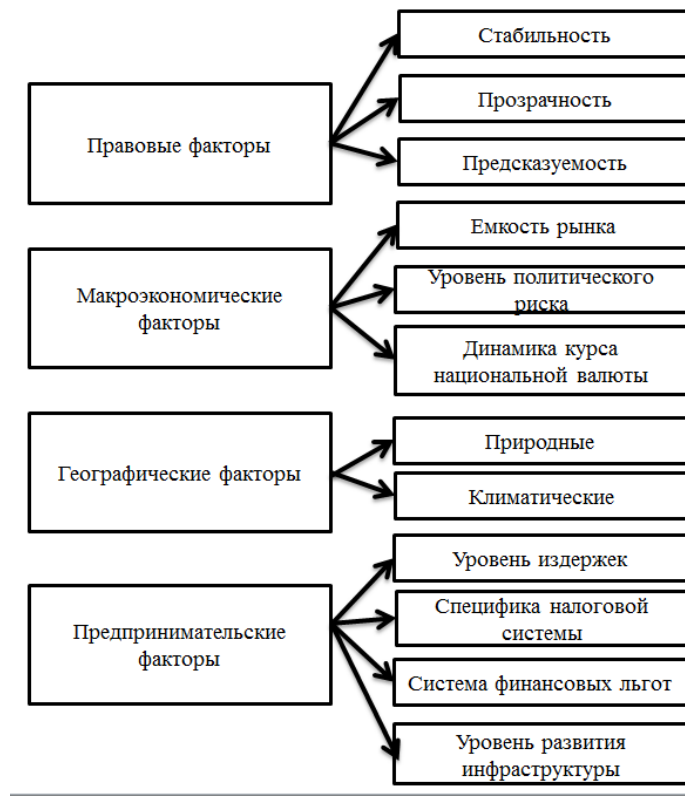 Правовые факторы
Стабильность
Прозрачность
Предсказуемость
Макроэкономические
факторы
Емкость рынка
Уровень политического
риска
Динамика курса
национальной валюты
Географические факторы
Природные
Климатические
Предпринимательские
факторы
Уровень издержек
Специфика налоговой
системы
Система финансовых льгот
Уровень развития
инфраструктуры